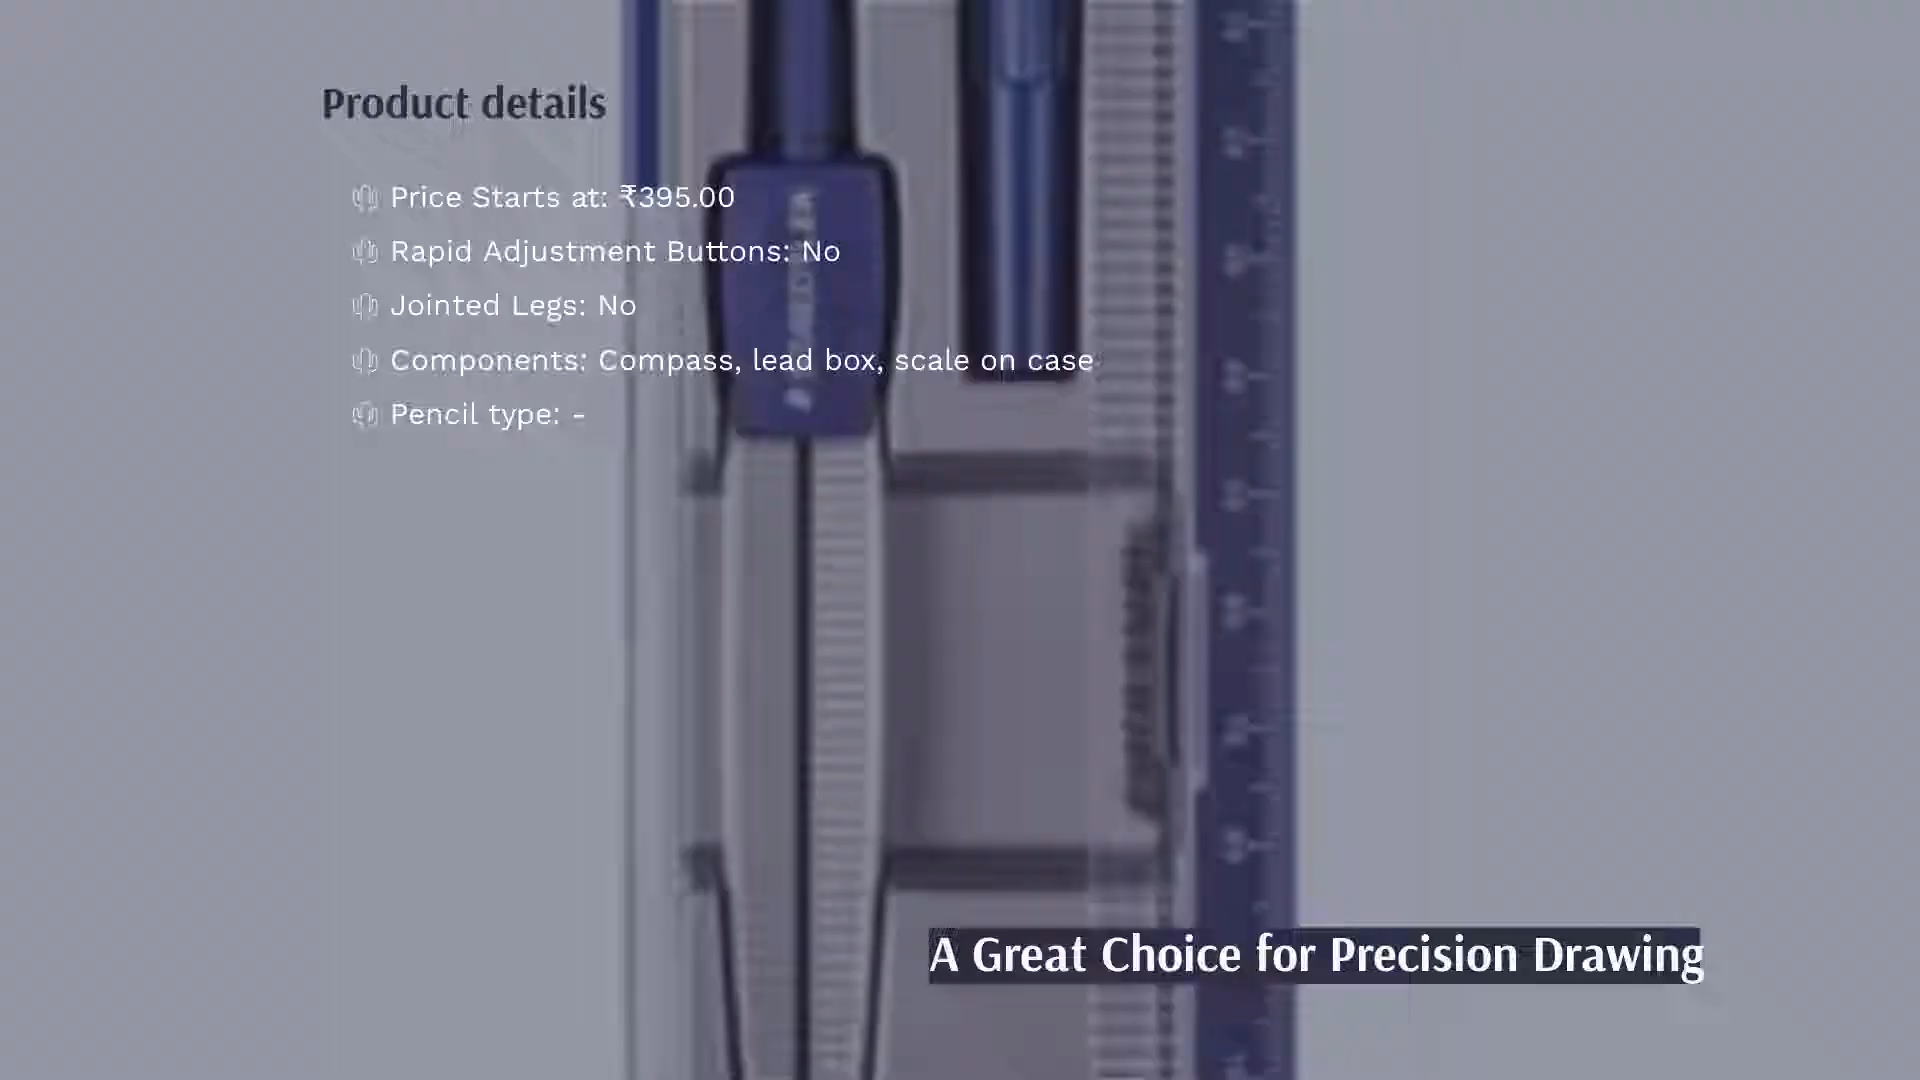 Product details
Price Starts at: ₹395.00
Rapid Adjustment Buttons: No
Jointed Legs: No
Components: Compass, lead box, scale on case
Pencil type: -
A Great Choice for Precision Drawing